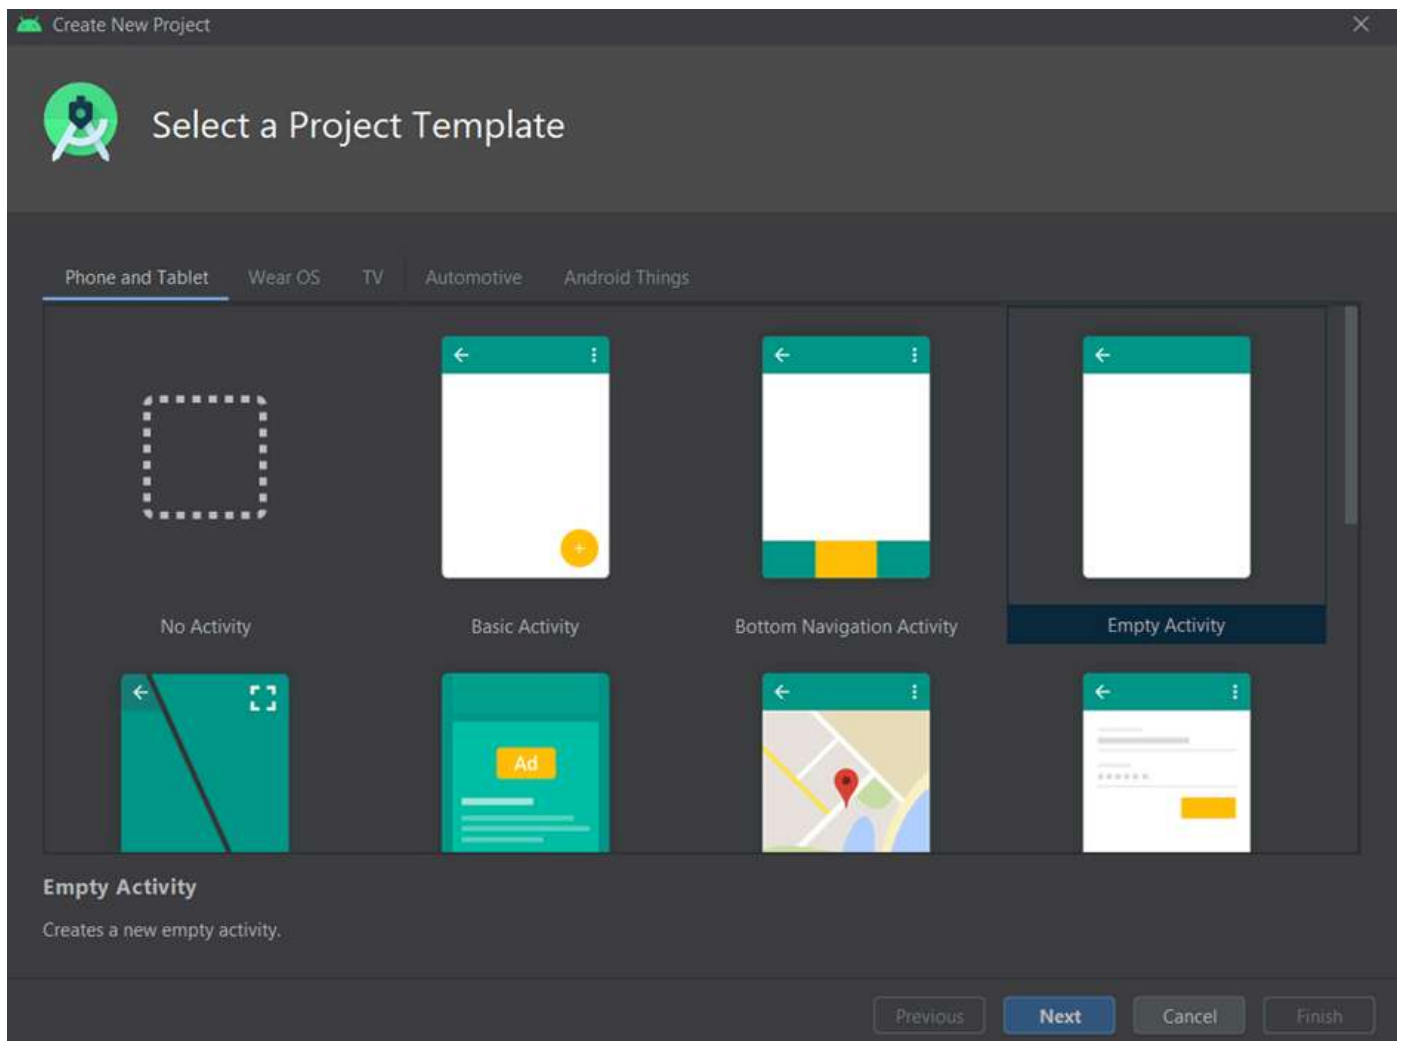 Create New Project
Select a Project Template
Phone and Tablet Wear OS TV Automotive Android Things
No Activity Basic Activity Bottom Navigation Activity Empty Activity
Ad
Empty Activity
Creates a new empty activity.
Previous Next Cancel Finish